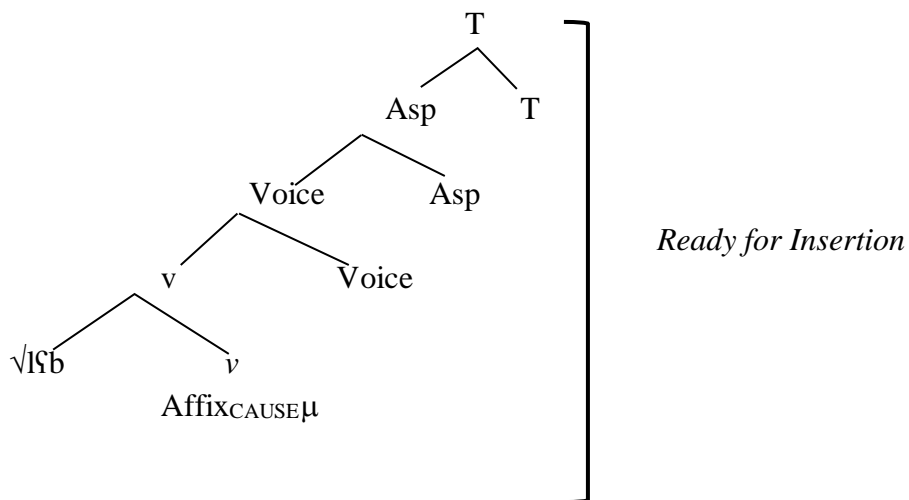 T
Asp T
Voice Asp
Ready for Insertion
v Voice
√lʕb v
AffixCAUSEμ